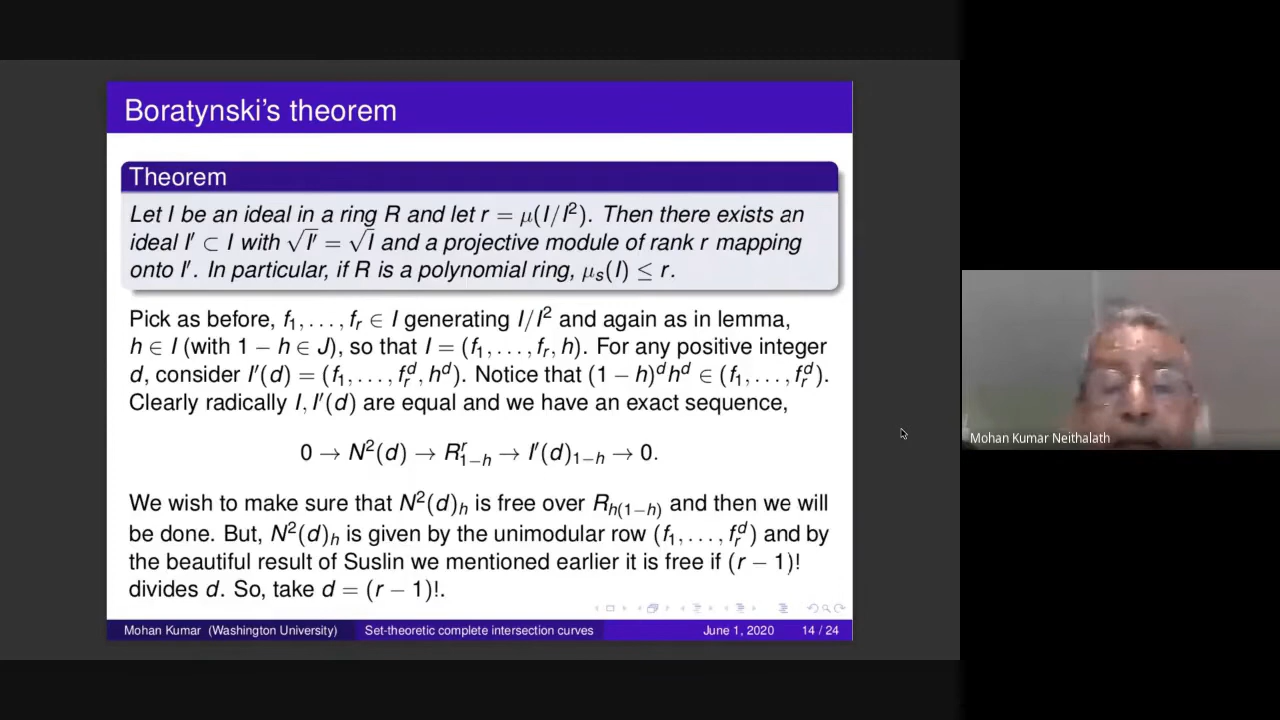 Boratynski's theorem
Theorem
Let I be an ideal in a ring R and let r = μ(I/I²). Then there exists an
ideal I′ ⊂ I with √I′ = √I and a projective module of rank r mapping
onto I′. In particular, if R is a polynomial ring, μₛ(I) ≤ r.
Pick as before, f₁, . . . , fᵣ ∈ I generating I/I² and again as in lemma,
h ∈ I (with 1 − h ∈ J), so that I = (f₁, . . . , fᵣ, h). For any positive integer
d, consider I′(d) = (f₁, . . . , fᵣᵈ, hᵈ). Notice that (1 − h)ᵈhᵈ ∈ (f₁, . . . , fᵣᵈ).
Clearly radically I, I′(d) are equal and we have an exact sequence,
0 → N²(d) → Rʳ₁₋ₕ → I′(d)₁₋ₕ → 0.
We wish to make sure that N²(d)ₕ is free over Rₕ₍₁₋ₕ₎ and then we will
be done. But, N²(d)ₕ is given by the unimodular row (f₁, . . . , fᵣᵈ) and by
the beautiful result of Suslin we mentioned earlier it is free if (r − 1)!
divides d. So, take d = (r − 1)!.
Mohan Kumar (Washington University) Set-theoretic complete intersection curves June 1, 2020 14 / 24
Mohan Kumar Neithalath